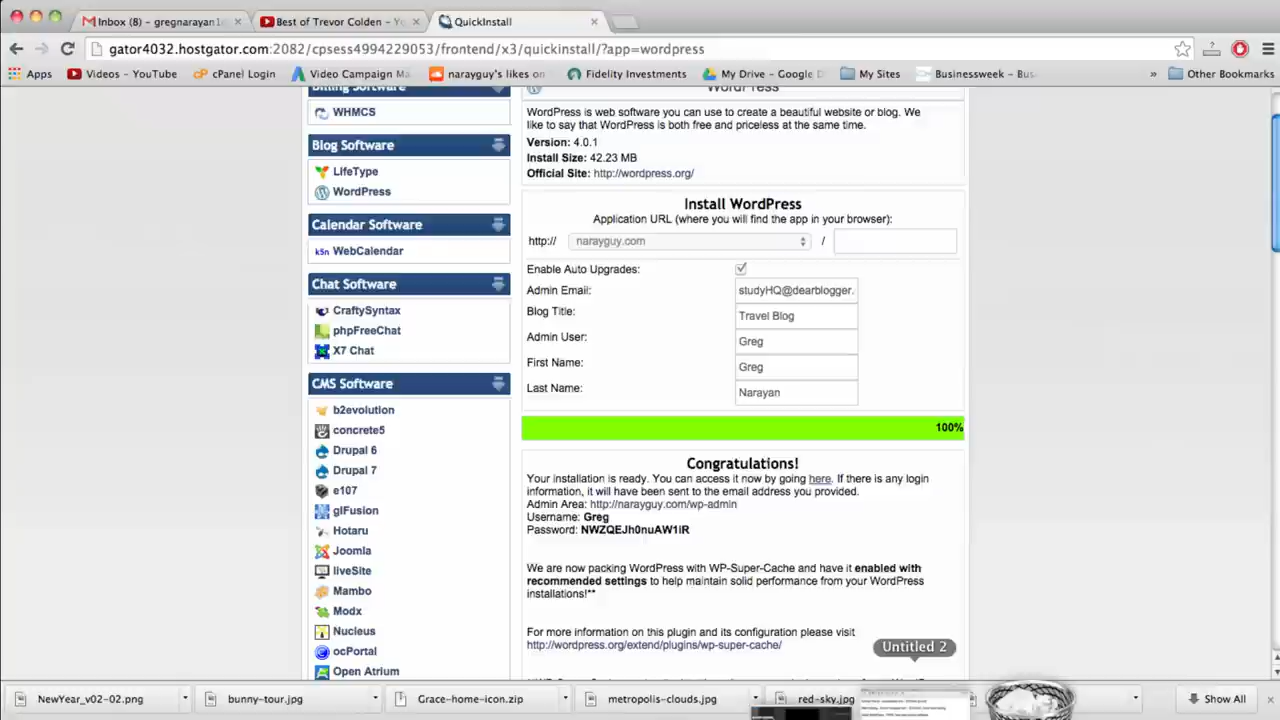 Inbox (8) – gregnarayan1
Best of Trevor Colden – Y
QuickInstall
gator4032.hostgator.com:2082/cpsess4994229053/frontend/x3/quickinstall/?app=wordpress
Apps
Videos - YouTube
cPanel Login
Video Campaign Ma
narayguy's likes on
Fidelity Investments
My Drive - Google D
My Sites
Businessweek - Bus
»
Other Bookmarks
Billing Software
WHMCS
Blog Software
LifeType
WordPress
Calendar Software
k5n WebCalendar
Chat Software
CraftySyntax
phpFreeChat
X7 Chat
CMS Software
b2evolution
concrete5
Drupal 6
Drupal 7
e107
glFusion
Hotaru
Joomla
liveSite
Mambo
Modx
Nucleus
ocPortal
Open Atrium
WordPress
WordPress is web software you can use to create a beautiful website or blog. We
like to say that WordPress is both free and priceless at the same time.
Version: 4.0.1
Install Size: 42.23 MB
Official Site: http://wordpress.org/
Install WordPress
Application URL (where you will find the app in your browser):
http:// narayguy.com /
Enable Auto Upgrades:
Admin Email: studyHQ@dearblogger.
Blog Title: Travel Blog
Admin User: Greg
First Name: Greg
Last Name: Narayan
100%
Congratulations!
Your installation is ready. You can access it now by going here. If there is any login
information, it will have been sent to the email address you provided.
Admin Area: http://narayguy.com/wp-admin
Username: Greg
Password: NWZQEJh0nuAW1iR
We are now packing WordPress with WP-Super-Cache and have it enabled with
recommended settings to help maintain solid performance from your WordPress
installations!**
For more information on this plugin and its configuration please visit
http://wordpress.org/extend/plugins/wp-super-cache/
Untitled 2
NewYear_v02-02.png
bunny-tour.jpg
Grace-home-icon.zip
metropolis-clouds.jpg
red-sky.jpg
Show All